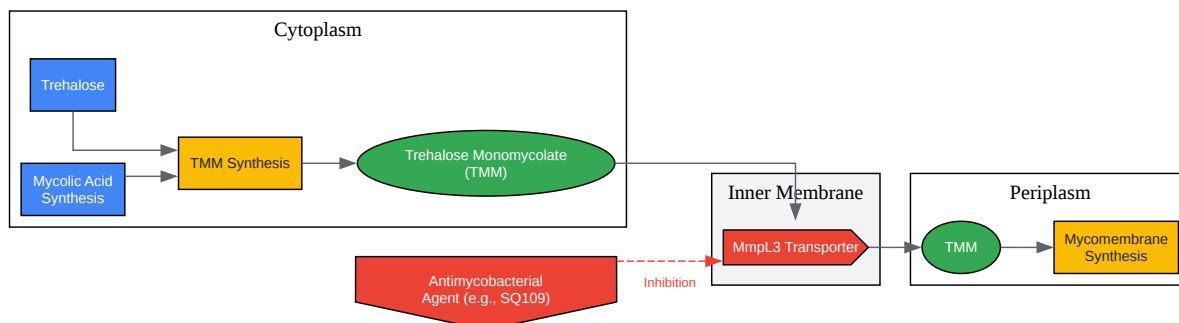 Cytoplasm
Trehalose
Mycolic Acid
Synthesis
TMM Synthesis
Trehalose Monomycolate
(TMM)
Inner Membrane
MmpL3 Transporter
Periplasm
TMM
Mycomembrane
Synthesis
Antimycobacterial
Agent (e.g., SQ109)
Inhibition